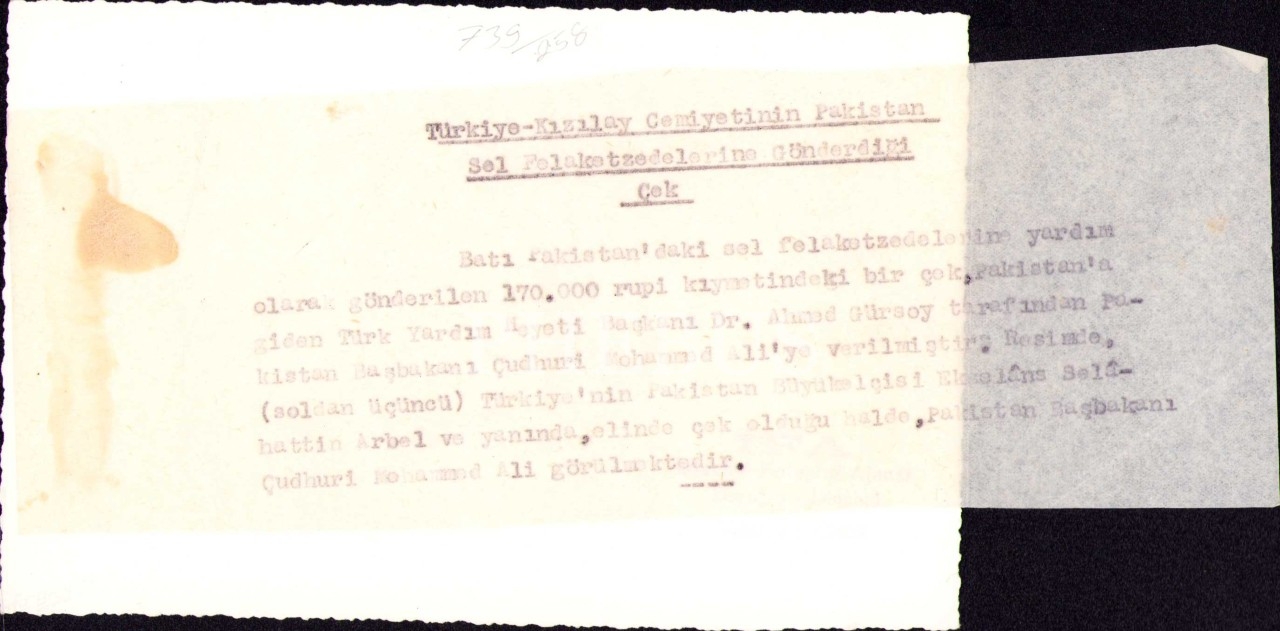 739/958
Türkiye-Kızılay Cemiyetinin Pakistan
Sel Felaketzedelerine Gönderdiği
Çek
Batı Pakistan'daki sel felaketzedelerine yardım
olarak gönderilen 170.000 rupi kıymetindeki bir çek,Pakistan'a
giden Türk Yardım Heyeti Başkanı Dr. Ahmed Gürsoy tarafından Pa-
kistan Başbakanı Çudhuri Mohammed Ali'ye verilmiştir. Resimde,
(soldan üçüncü) Türkiye'nin Pakistan Büyükelçisi Ekselâns Selâ-
hattin Arbel ve yanında,elinde çek olduğu halde,Pakistan Başbakanı
Çudhuri Mohammed Ali görülmektedir.